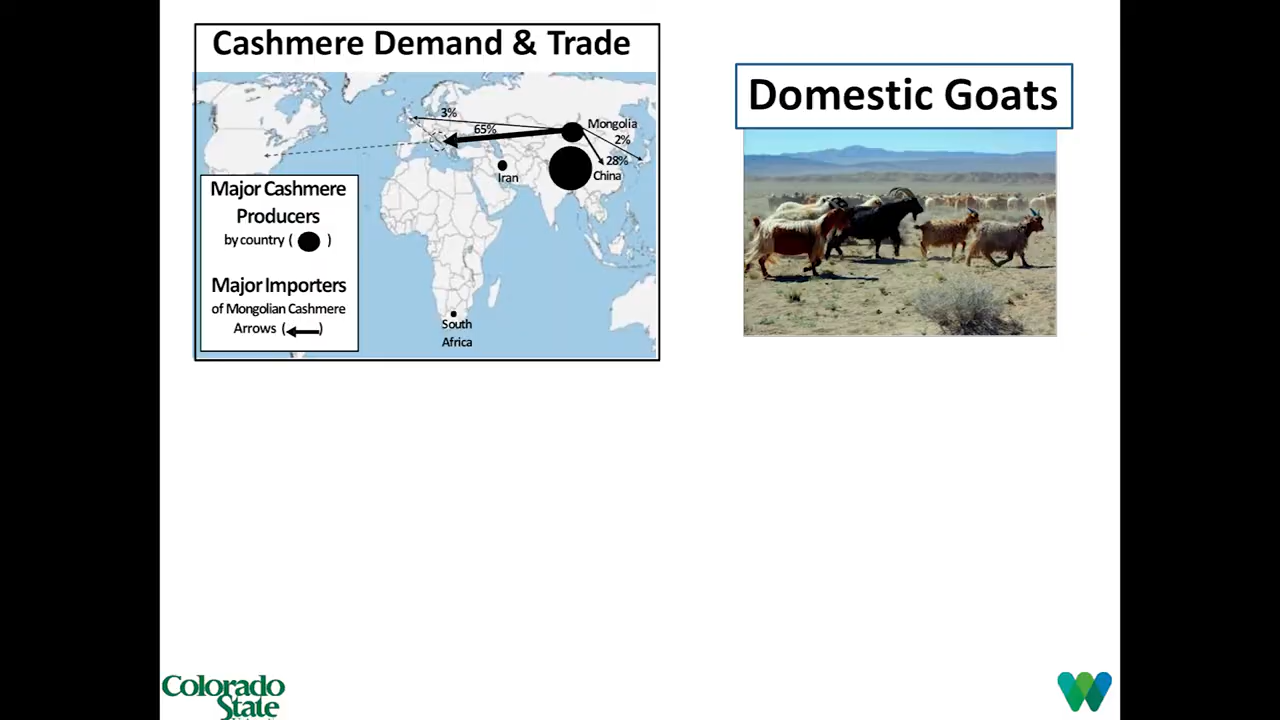 Cashmere Demand & Trade
3%
65%
Mongolia
2%
28%
China
Iran
Major Cashmere
Producers
by country ( )
Major Importers
of Mongolian Cashmere
Arrows ( )
South
Africa
Domestic Goats
Colorado
State